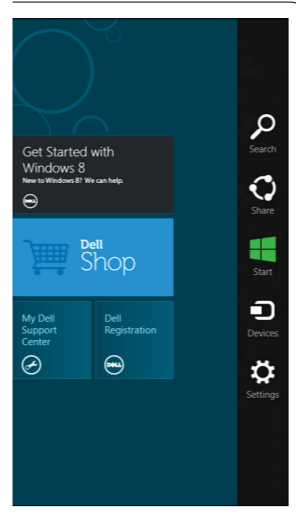 Get Started with
Windows 8
New to Windows 8? We can help.
DELL
Dell
Shop
My Dell
Support
Center
Dell
Registration
DELL
Search
Share
Start
Devices
Settings